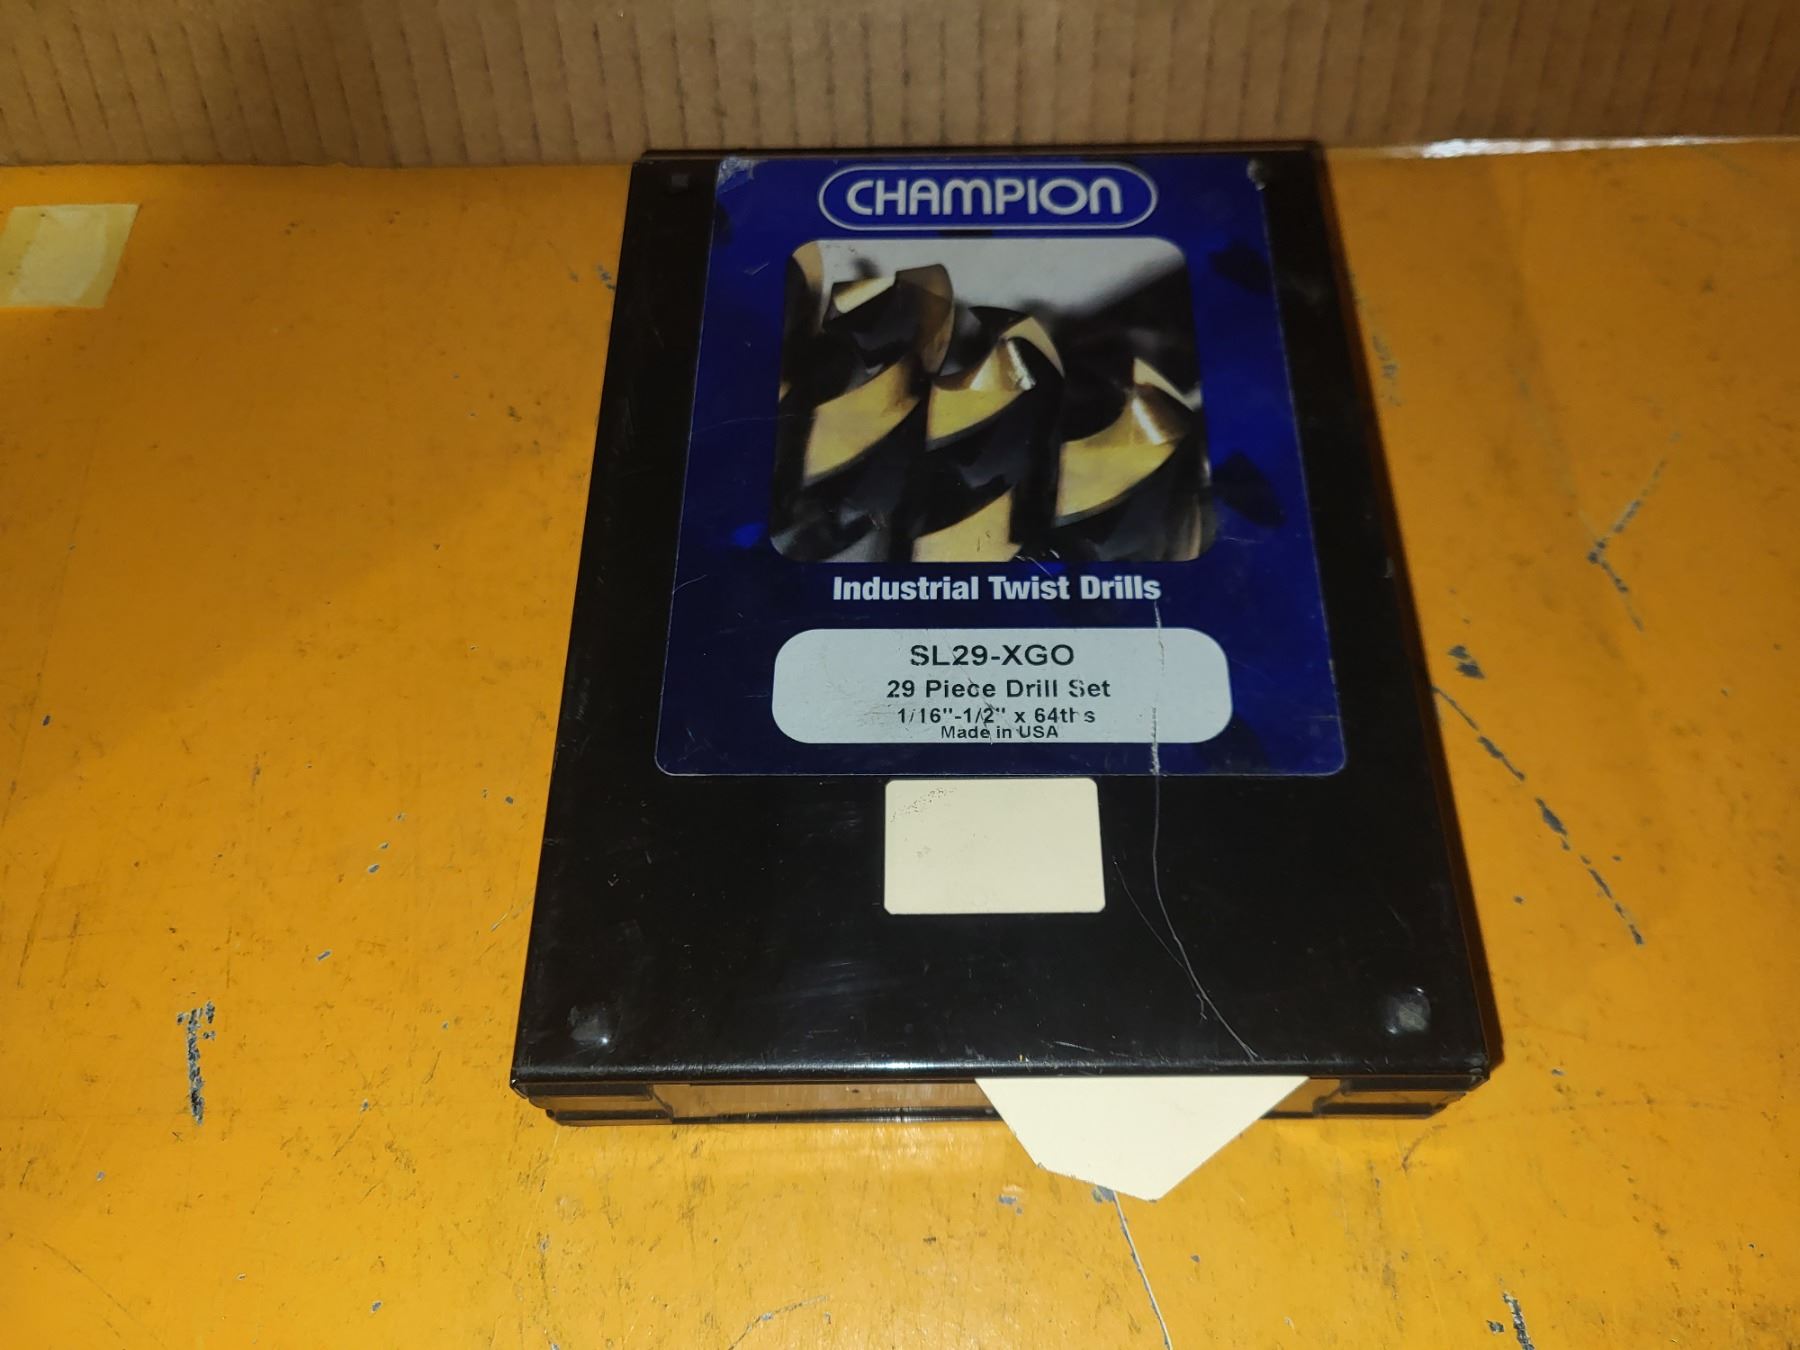 CHAMPION
Industrial Twist Drills
SL29-XGO
29 Piece Drill Set
1/16"-1/2" x 64ths
Made in USA